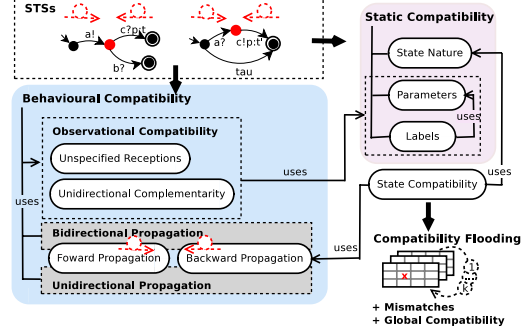 STSs
a!
c?p:t
b?
a?
c!p:t'
tau
Static Compatibility
State Nature
Parameters
uses
Labels
uses
Behavioural Compatibility
Observational Compatibility
Unspecified Receptions
Unidirectional Complementarity
uses
uses
State Compatibility
Bidirectional Propagation
Foward Propagation
Backward Propagation
Unidirectional Propagation
uses
Compatibility Flooding
x
1
k
+ Mismatches
+ Global Compatibility